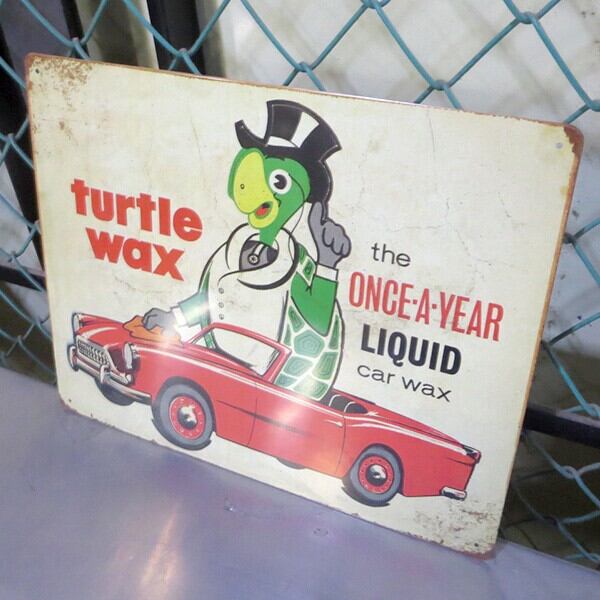 turtle
wax
the
ONCE-A-YEAR
LIQUID
car wax